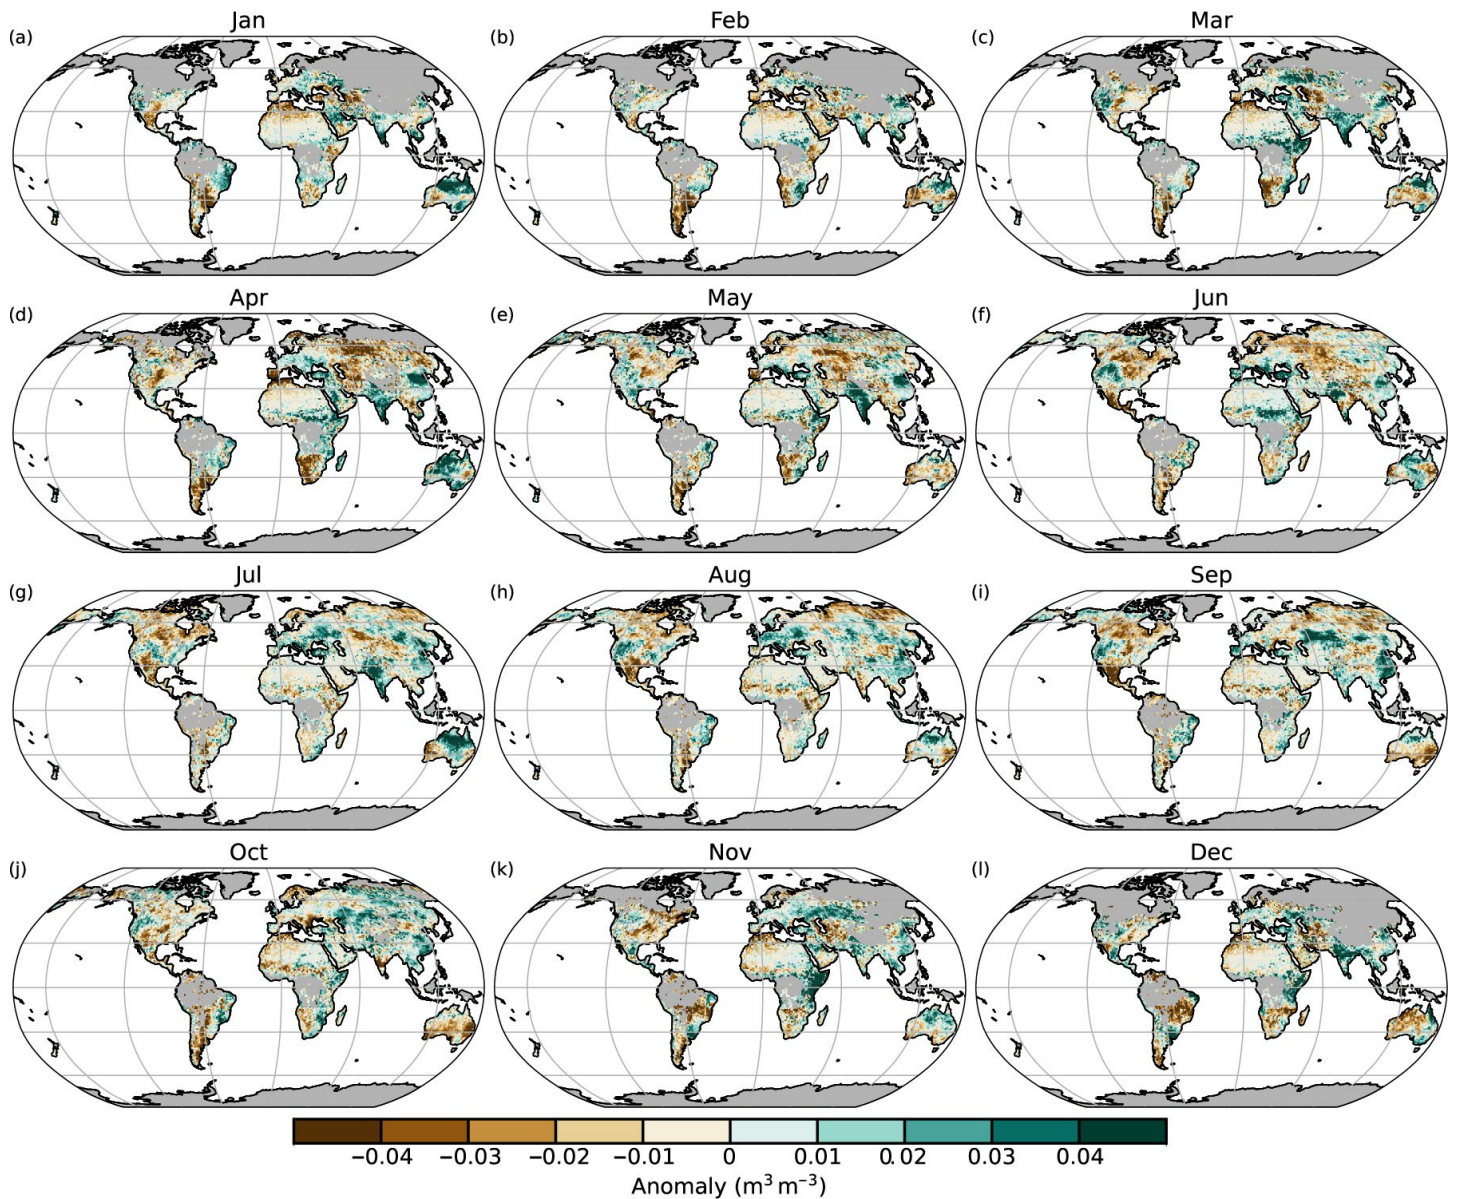 Jan Feb Mar
(a) (b) (c)
Apr May Jun
(d) (e) (f)
Jul Aug Sep
(g) (h) (i)
Oct Nov Dec
(j) (k) (l)
−0.04 −0.03 −0.02 −0.01 0 0.01 0.02 0.03 0.04
Anomaly (m³ m⁻³)